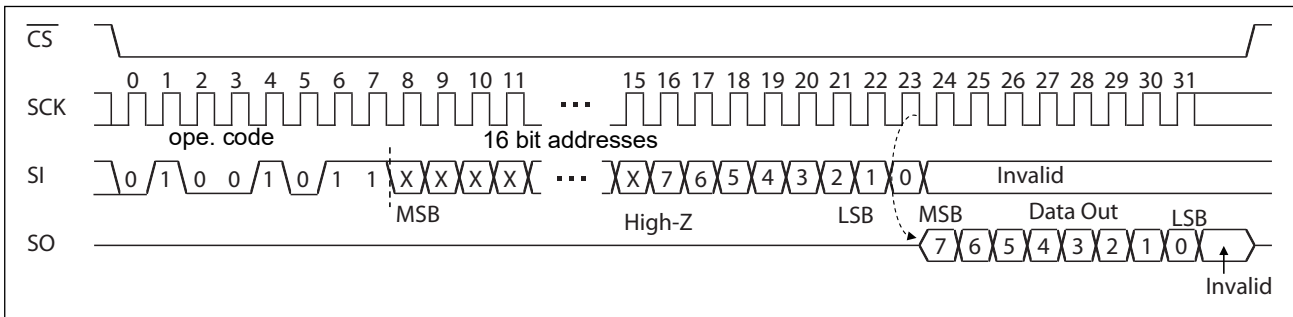 CS
0 1 2 3 4 5 6 7 8 9 10 11 15 16 17 18 19 20 21 22 23 24 25 26 27 28 29 30 31
SCK ...
ope. code 16 bit addresses
SI 0 1 0 0 1 0 1 1 X X X X ... X 7 6 5 4 3 2 1 0 Invalid
MSB High-Z LSB MSB Data Out LSB
SO 7 6 5 4 3 2 1 0
Invalid